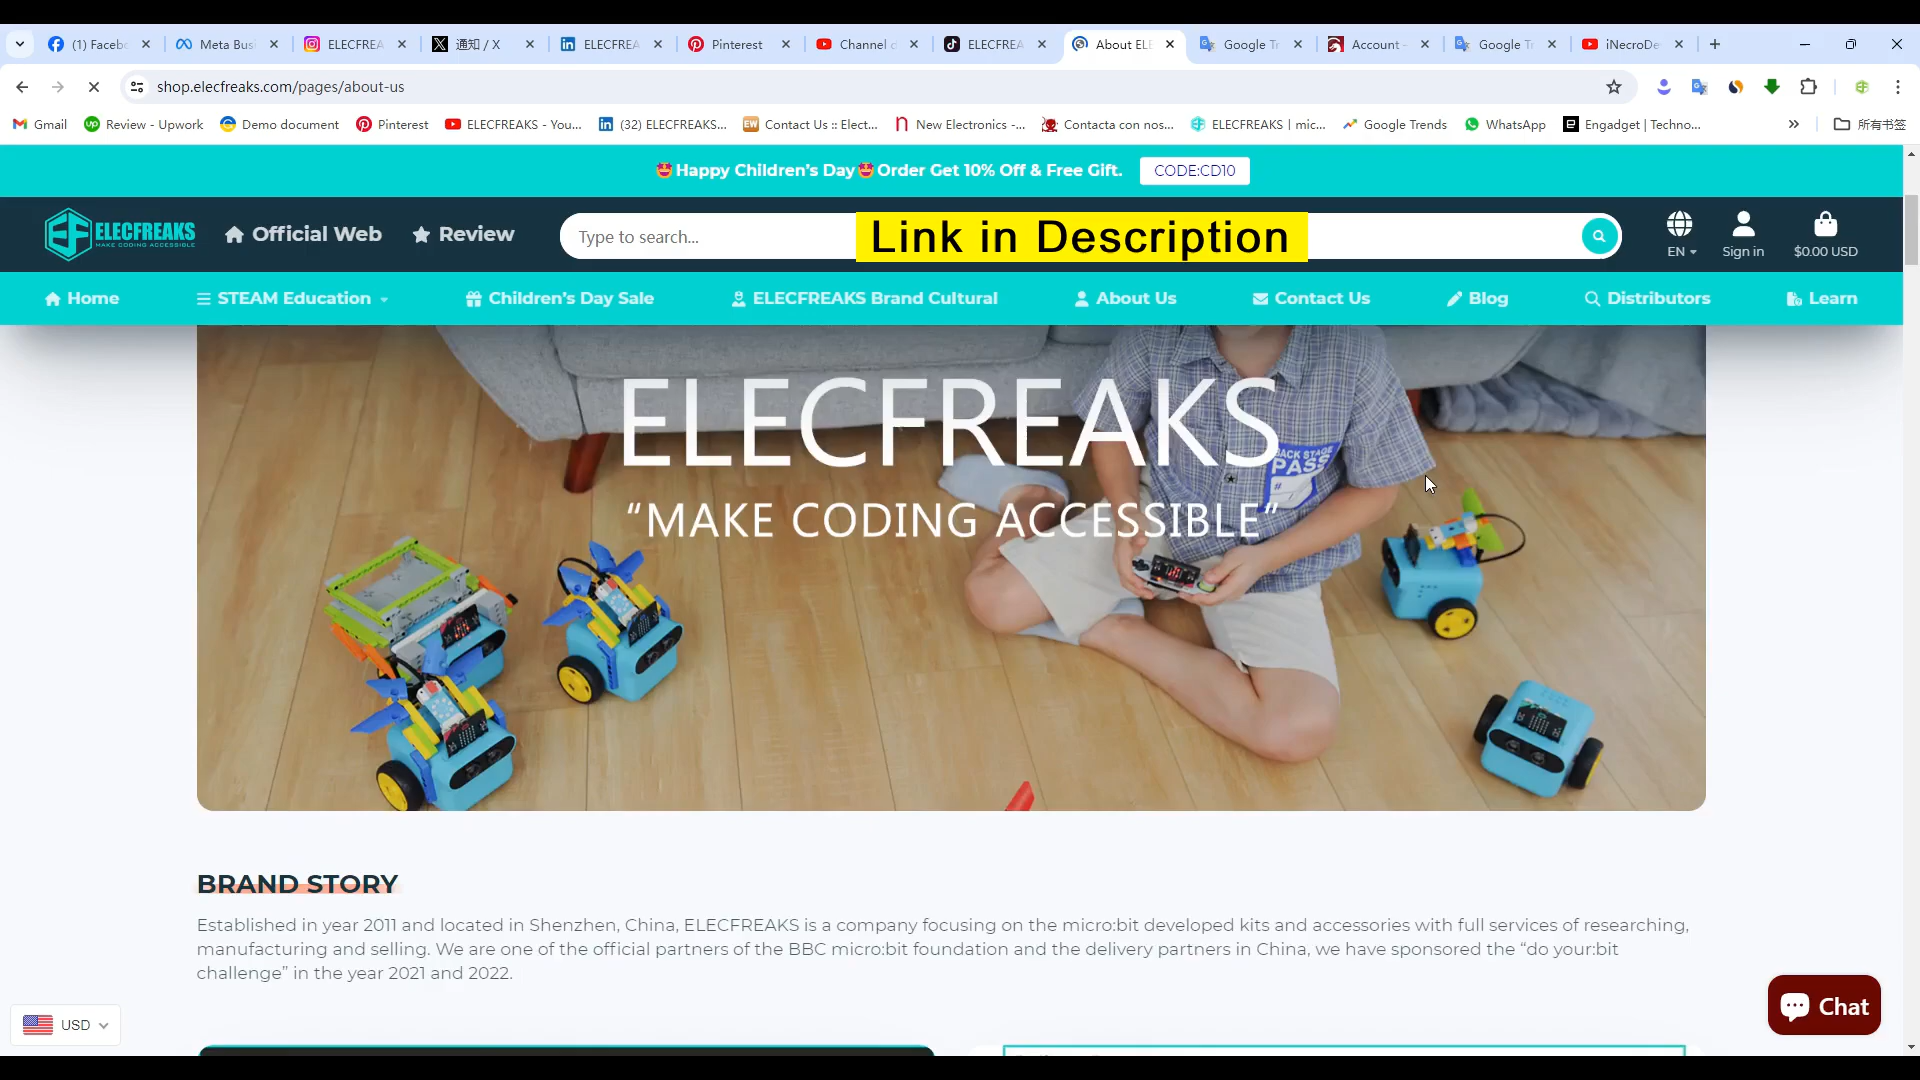 (1) Faceb
Meta Bus
ELECFREA
通知 / X
ELECFREA
Pinterest
Channel d
ELECFREA
About ELE
Google Tr
Account -
Google Tr
iNecroDe
shop.elecfreaks.com/pages/about-us
Gmail
Review - Upwork
Demo document
Pinterest
ELECFREAKS - You...
(32) ELECFREAKS...
Contact Us :: Elect...
New Electronics -...
Contacta con nos...
ELECFREAKS | mic...
Google Trends
WhatsApp
Engadget | Techno...
所有书签
🤩Happy Children's Day🤩Order Get 10% Off & Free Gift.
CODE:CD10
ELECFREAKS
MAKE CODING ACCESSIBLE
Official Web
Review
Type to search...
Link in Description
EN
Sign in
$0.00 USD
Home
STEAM Education
Children's Day Sale
ELECFREAKS Brand Cultural
About Us
Contact Us
Blog
Distributors
Learn
ELECFREAKS
BACK STAGE
PASS
#
“MAKE CODING ACCESSIBLE”
BRAND STORY
Established in year 2011 and located in Shenzhen, China, ELECFREAKS is a company focusing on the micro:bit developed kits and accessories with full services of researching,
manufacturing and selling. We are one of the official partners of the BBC micro:bit foundation and the delivery partners in China, we have sponsored the “do your:bit
challenge” in the year 2021 and 2022.
USD
Chat